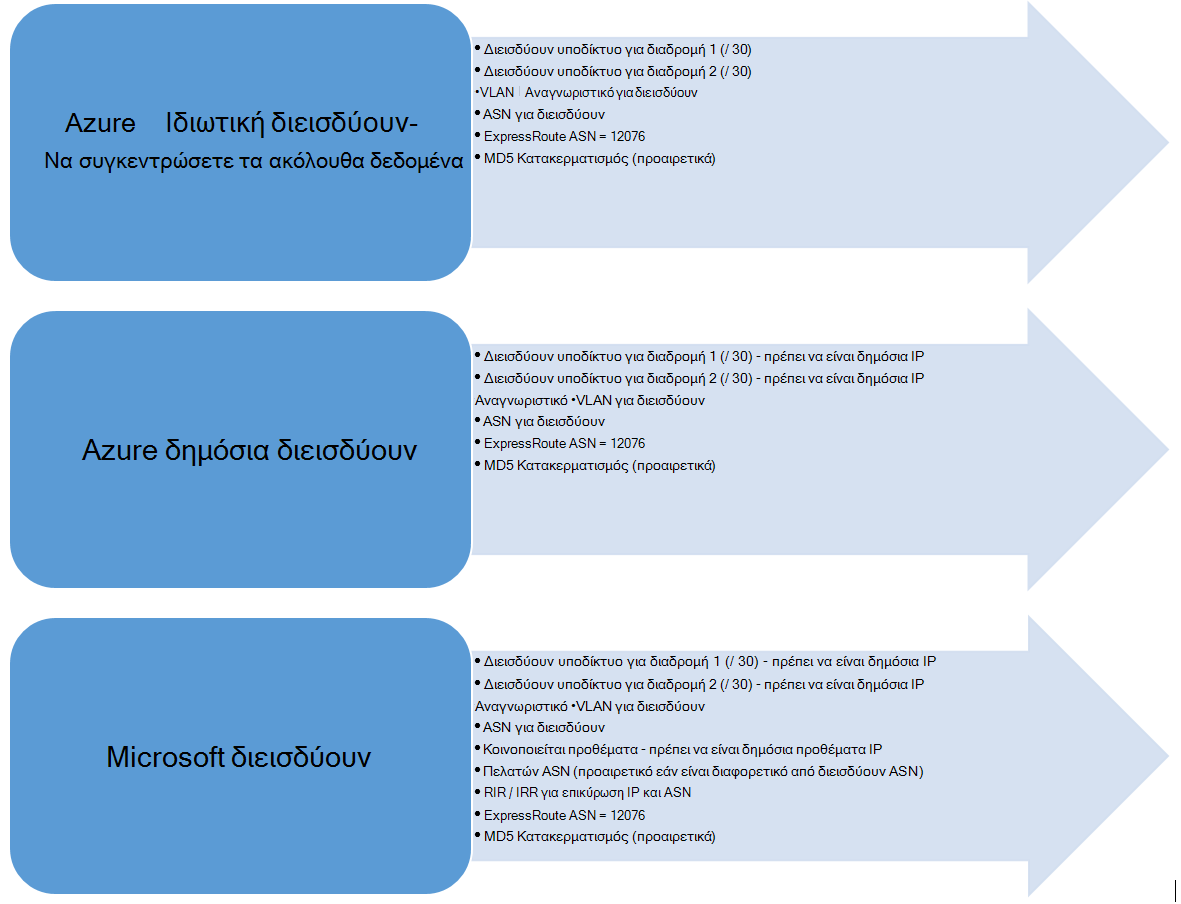 Azure Ιδιωτική διεισδύουν-
Να συγκεντρώσετε τα ακόλουθα δεδομένα
• Διεισδύουν υποδίκτυο για διαδρομή 1 (/ 30)
• Διεισδύουν υποδίκτυο για διαδρομή 2 (/ 30)
•VLAN Αναγνωριστικό για διεισδύουν
• ASN για διεισδύουν
• ExpressRoute ASN = 12076
• MD5 Κατακερματισμός (προαιρετικά)
Azure δημόσια διεισδύουν
• Διεισδύουν υποδίκτυο για διαδρομή 1 (/ 30) - πρέπει να είναι δημόσια IP
• Διεισδύουν υποδίκτυο για διαδρομή 2 (/ 30) - πρέπει να είναι δημόσια IP
Αναγνωριστικό •VLAN για διεισδύουν
• ASN για διεισδύουν
• ExpressRoute ASN = 12076
• MD5 Κατακερματισμός (προαιρετικά)
Microsoft διεισδύουν
• Διεισδύουν υποδίκτυο για διαδρομή 1 (/ 30) - πρέπει να είναι δημόσια IP
• Διεισδύουν υποδίκτυο για διαδρομή 2 (/ 30) - πρέπει να είναι δημόσια IP
Αναγνωριστικό •VLAN για διεισδύουν
• ASN για διεισδύουν
• Κοινοποιείται προθέματα - πρέπει να είναι δημόσια προθέματα IP
• Πελατών ASN (προαιρετικό εάν είναι διαφορετικό από διεισδύουν ASN)
• RIR / IRR για επικύρωση IP και ASN
• ExpressRoute ASN = 12076
• MD5 Κατακερματισμός (προαιρετικά)